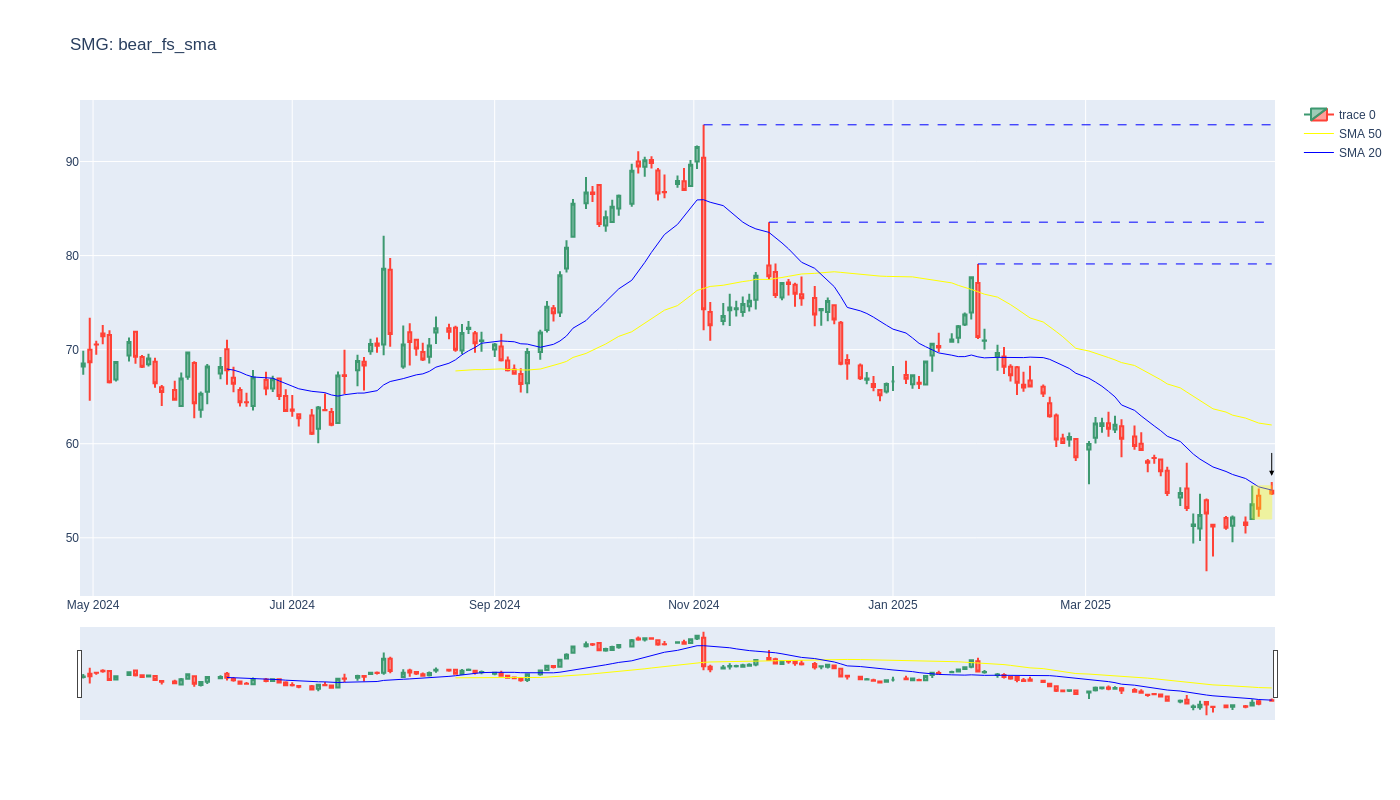 SMG: bear_fs_sma
trace 0
SMA 50
SMA 20
90
80
70
60
50
May 2024
Jul 2024
Sep 2024
Nov 2024
Jan 2025
Mar 2025